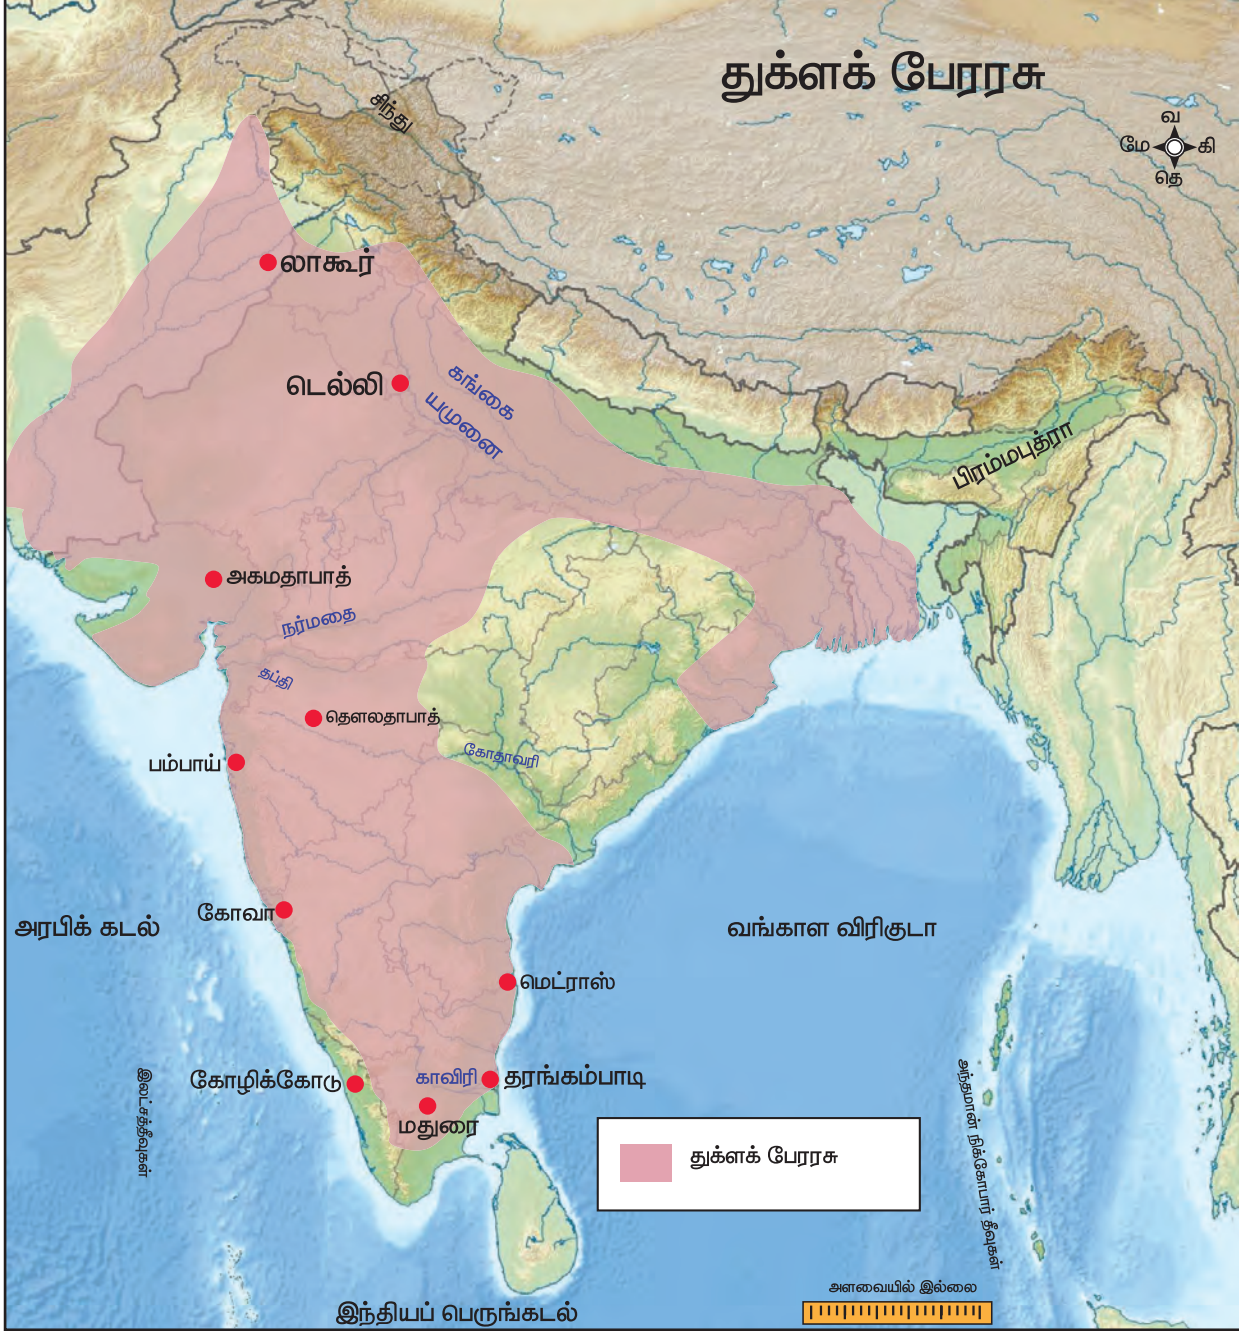 துக்ளக் பேரரசு
வ
மே
கி
தெ
சிந்து
லாகூர்
டெல்லி
கங்கை
யமுனை
பிரம்மபுத்ரா
அகமதாபாத்
நர்மதை
தப்தி
தௌலதாபாத்
பம்பாய்
கோதாவரி
கோவா
அரபிக் கடல்
வங்காள விரிகுடா
மெட்ராஸ்
கோழிக்கோடு
காவிரி
தரங்கம்பாடி
மதுரை
இலட்சத்தீவுகள்
அந்தமான் நிக்கோபார் தீவுகள்
துக்ளக் பேரரசு
அளவையில் இல்லை
இந்தியப் பெருங்கடல்